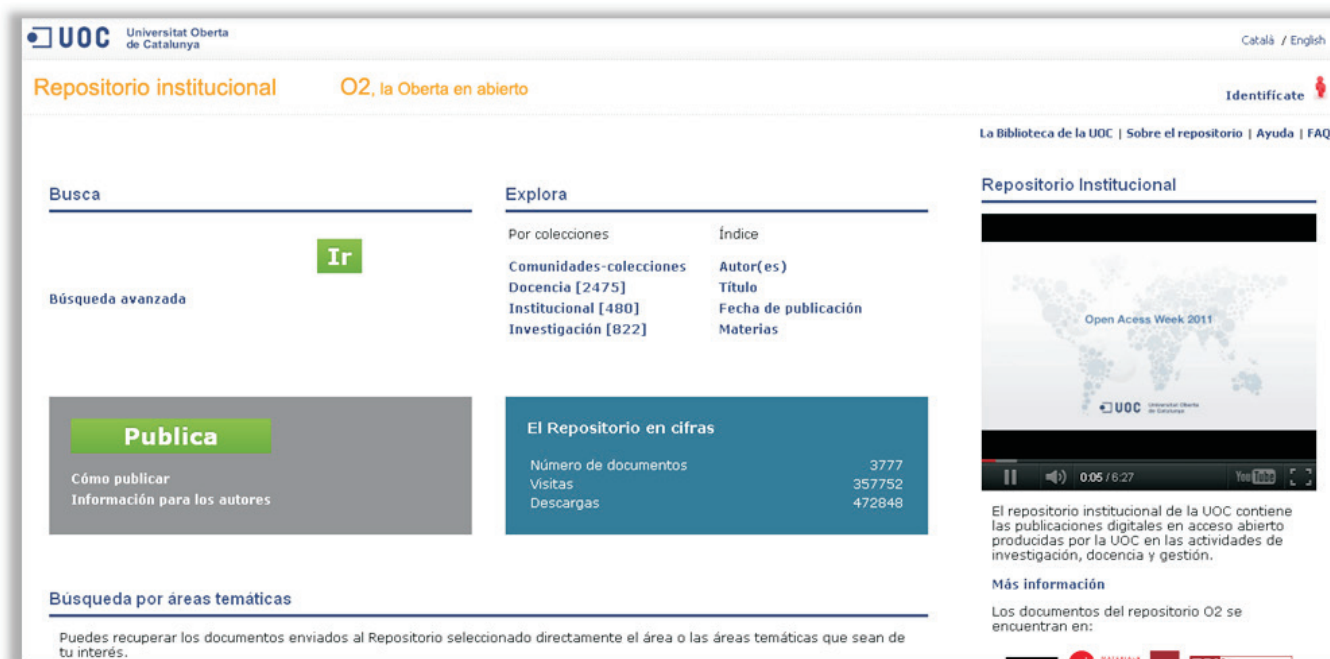 UOC Universitat Oberta
de Catalunya
Català / English
Repositorio institucional
O2, la Oberta en abierto
Identifícate
La Biblioteca de la UOC | Sobre el repositorio | Ayuda | FAQ
Busca
Ir
Búsqueda avanzada
Explora
Por colecciones
Comunidades-colecciones
Docencia [2475]
Institucional [480]
Investigación [822]
Índice
Autor(es)
Título
Fecha de publicación
Materias
Repositorio Institucional
Open Acess Week 2011
UOC Universitat Oberta
de Catalunya
0:05 / 6:27
YouTube
Publica
Cómo publicar
Información para los autores
El Repositorio en cifras
Número de documentos 3777
Visitas 357752
Descargas 472848
El repositorio institucional de la UOC contiene
las publicaciones digitales en acceso abierto
producidas por la UOC en las actividades de
investigación, docencia y gestión.
Más información
Los documentos del repositorio O2 se
encuentran en:
Búsqueda por áreas temáticas
Puedes recuperar los documentos enviados al Repositorio seleccionado directamente el área o las áreas temáticas que sean de
tu interés.